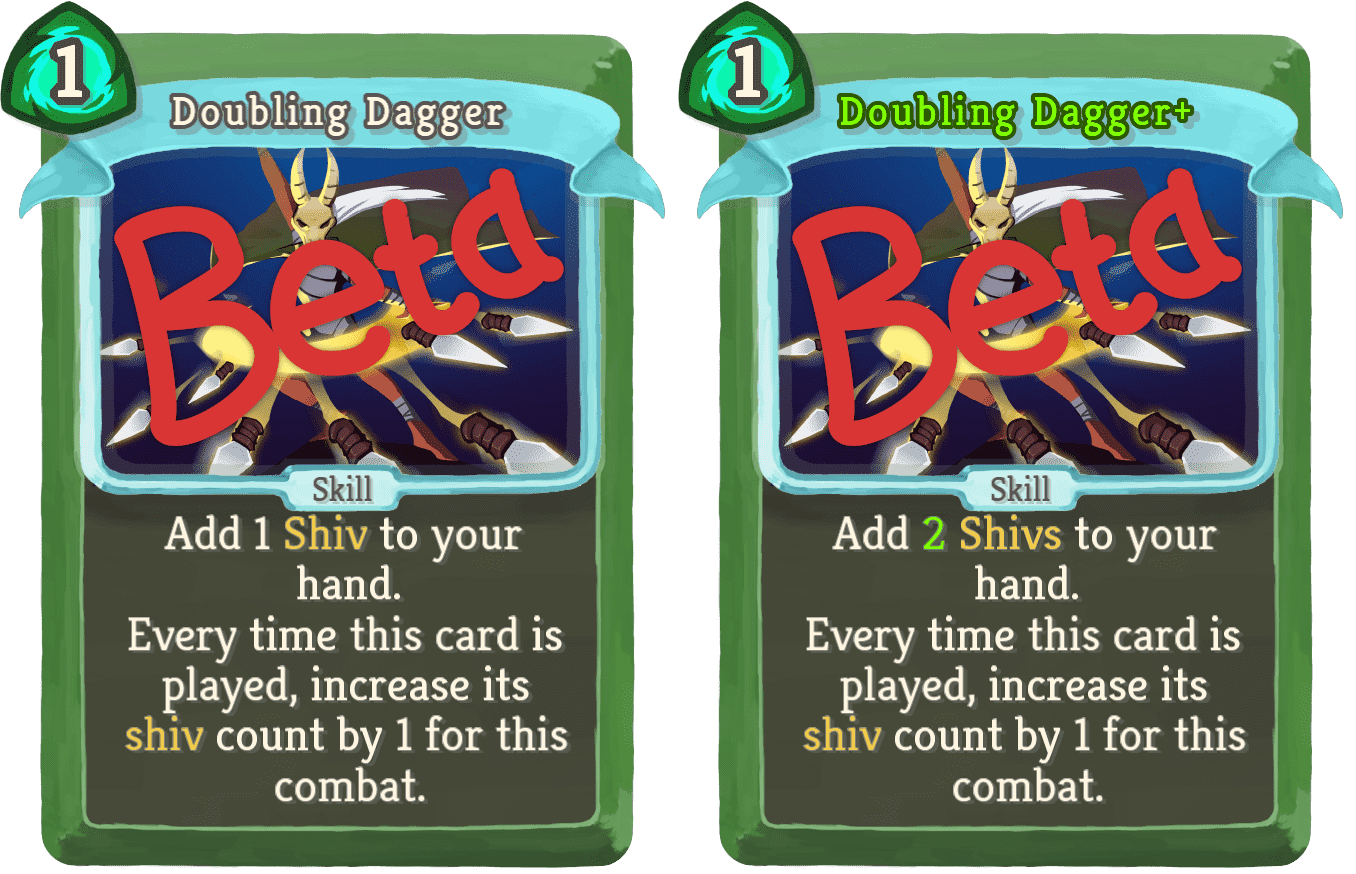 1
Doubling Dagger
Beta
Skill
Add 1 Shiv to your
hand.
Every time this card is
played, increase its
shiv count by 1 for this
combat.
1
Doubling Dagger+
Beta
Skill
Add 2 Shivs to your
hand.
Every time this card is
played, increase its
shiv count by 1 for this
combat.